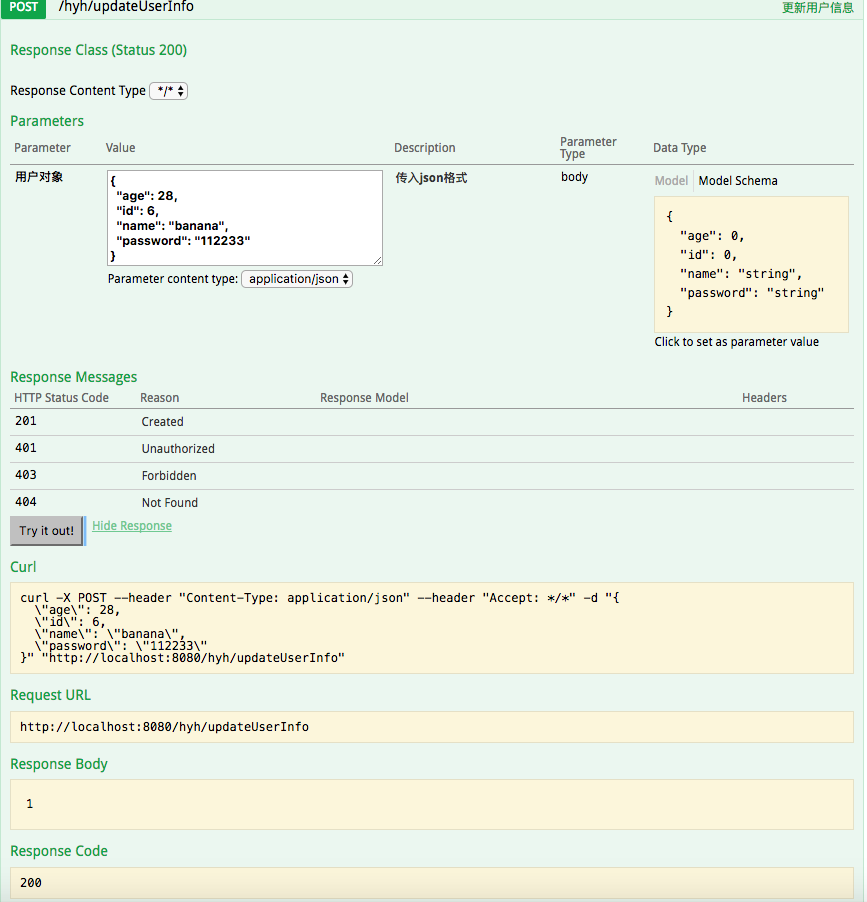 POST /hyh/updateUserInfo 更新用户信息
Response Class (Status 200)
Response Content Type */*
Parameters
Parameter Value Description Parameter Type Data Type
用户对象 { 传入json格式 body Model Model Schema
"age": 28,
"id": 6,
"name": "banana",
"password": "112233"
}
Parameter content type: application/json
{
"age": 0,
"id": 0,
"name": "string",
"password": "string"
}
Click to set as parameter value
Response Messages
HTTP Status Code Reason Response Model Headers
201 Created
401 Unauthorized
403 Forbidden
404 Not Found
Try it out! Hide Response
Curl
curl -X POST --header "Content-Type: application/json" --header "Accept: */*" -d "{
\"age\": 28,
\"id\": 6,
\"name\": \"banana\",
\"password\": \"112233\"
}" "http://localhost:8080/hyh/updateUserInfo"
Request URL
http://localhost:8080/hyh/updateUserInfo
Response Body
1
Response Code
200